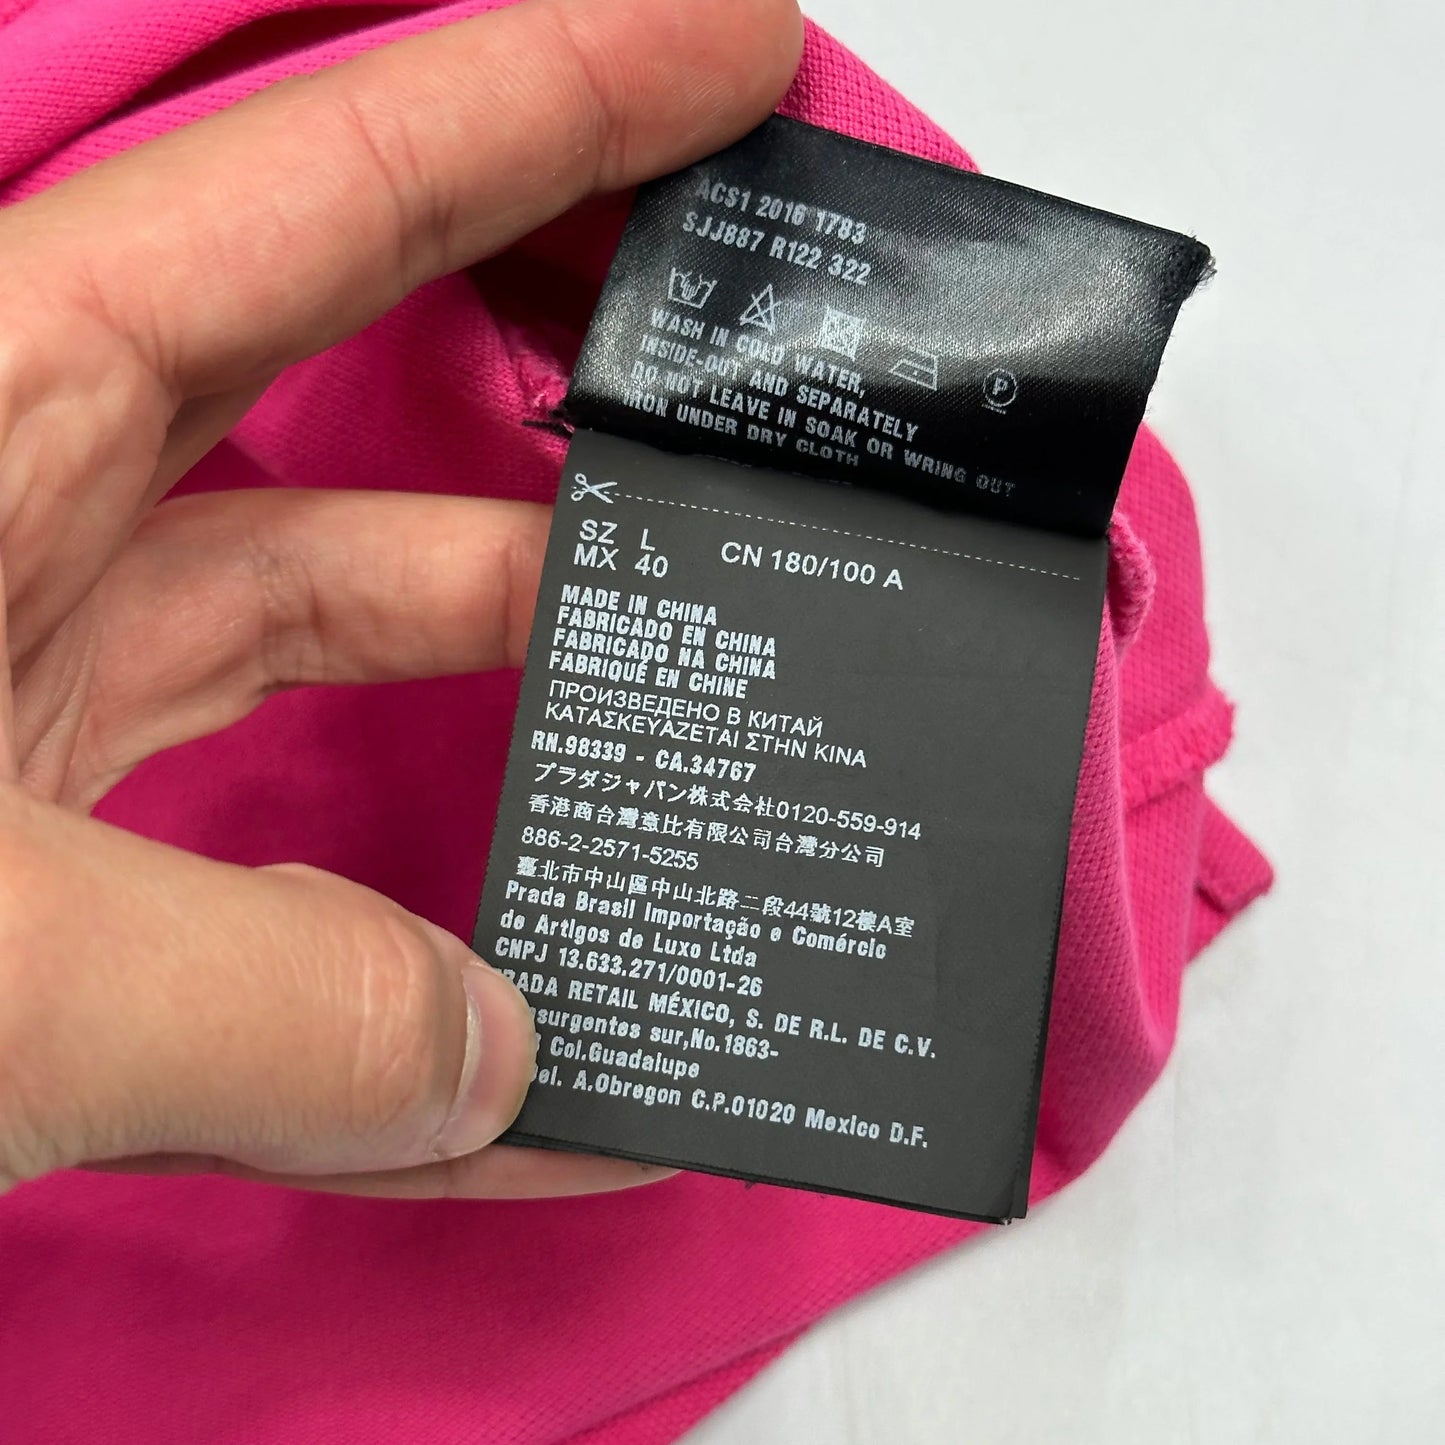 ACS1 2016 1783
SJJ887 R122 322
P
WASH IN COLD WATER,
INSIDE-OUT AND SEPARATELY
DO NOT LEAVE IN SOAK OR WRING OUT
IRON UNDER DRY CLOTH
SZ L CN 180/100 A
MX 40
MADE IN CHINA
FABRICADO EN CHINA
FABRICADO NA CHINA
FABRIQUÉ EN CHINE
ПРОИЗВЕДЕНО В КИТАЙ
ΚΑΤΑΣΚΕΥΑΖΕΤΑΙ ΣΤΗΝ ΚΙΝΑ
RN.98339 - CA.34767
プラダジャパン株式会社0120-559-914
香港商台灣意比有限公司台灣分公司
886-2-2571-5255
臺北市中山區中山北路二段44號12樓A室
Prada Brasil Importação e Comércio
de Artigos de Luxo Ltda
CNPJ 13.633.271/0001-26
PRADA RETAIL MÉXICO, S. DE R.L. DE C.V.
Insurgentes sur,No.1863-
Col.Guadalupe
Del. A.Obregon C.P.01020 Mexico D.F.